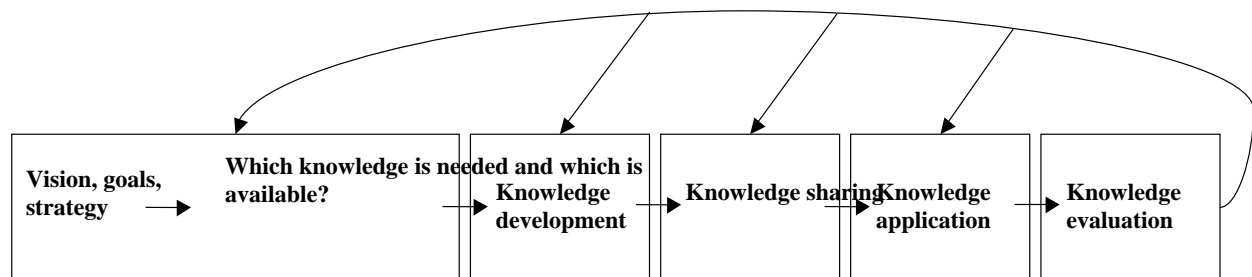 Vision, goals,
strategy
Which knowledge is needed and which is
available?
Knowledge
development
Knowledge sharing
Knowledge
application
Knowledge
evaluation